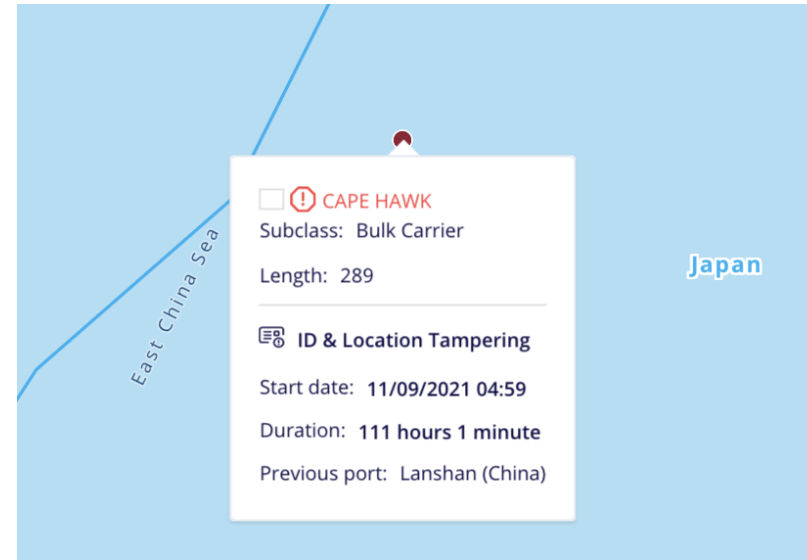 CAPE HAWK
Subclass: Bulk Carrier
Length: 289
ID & Location Tampering
Start date: 11/09/2021 04:59
Duration: 111 hours 1 minute
Previous port: Lanshan (China)
East China Sea
Japan